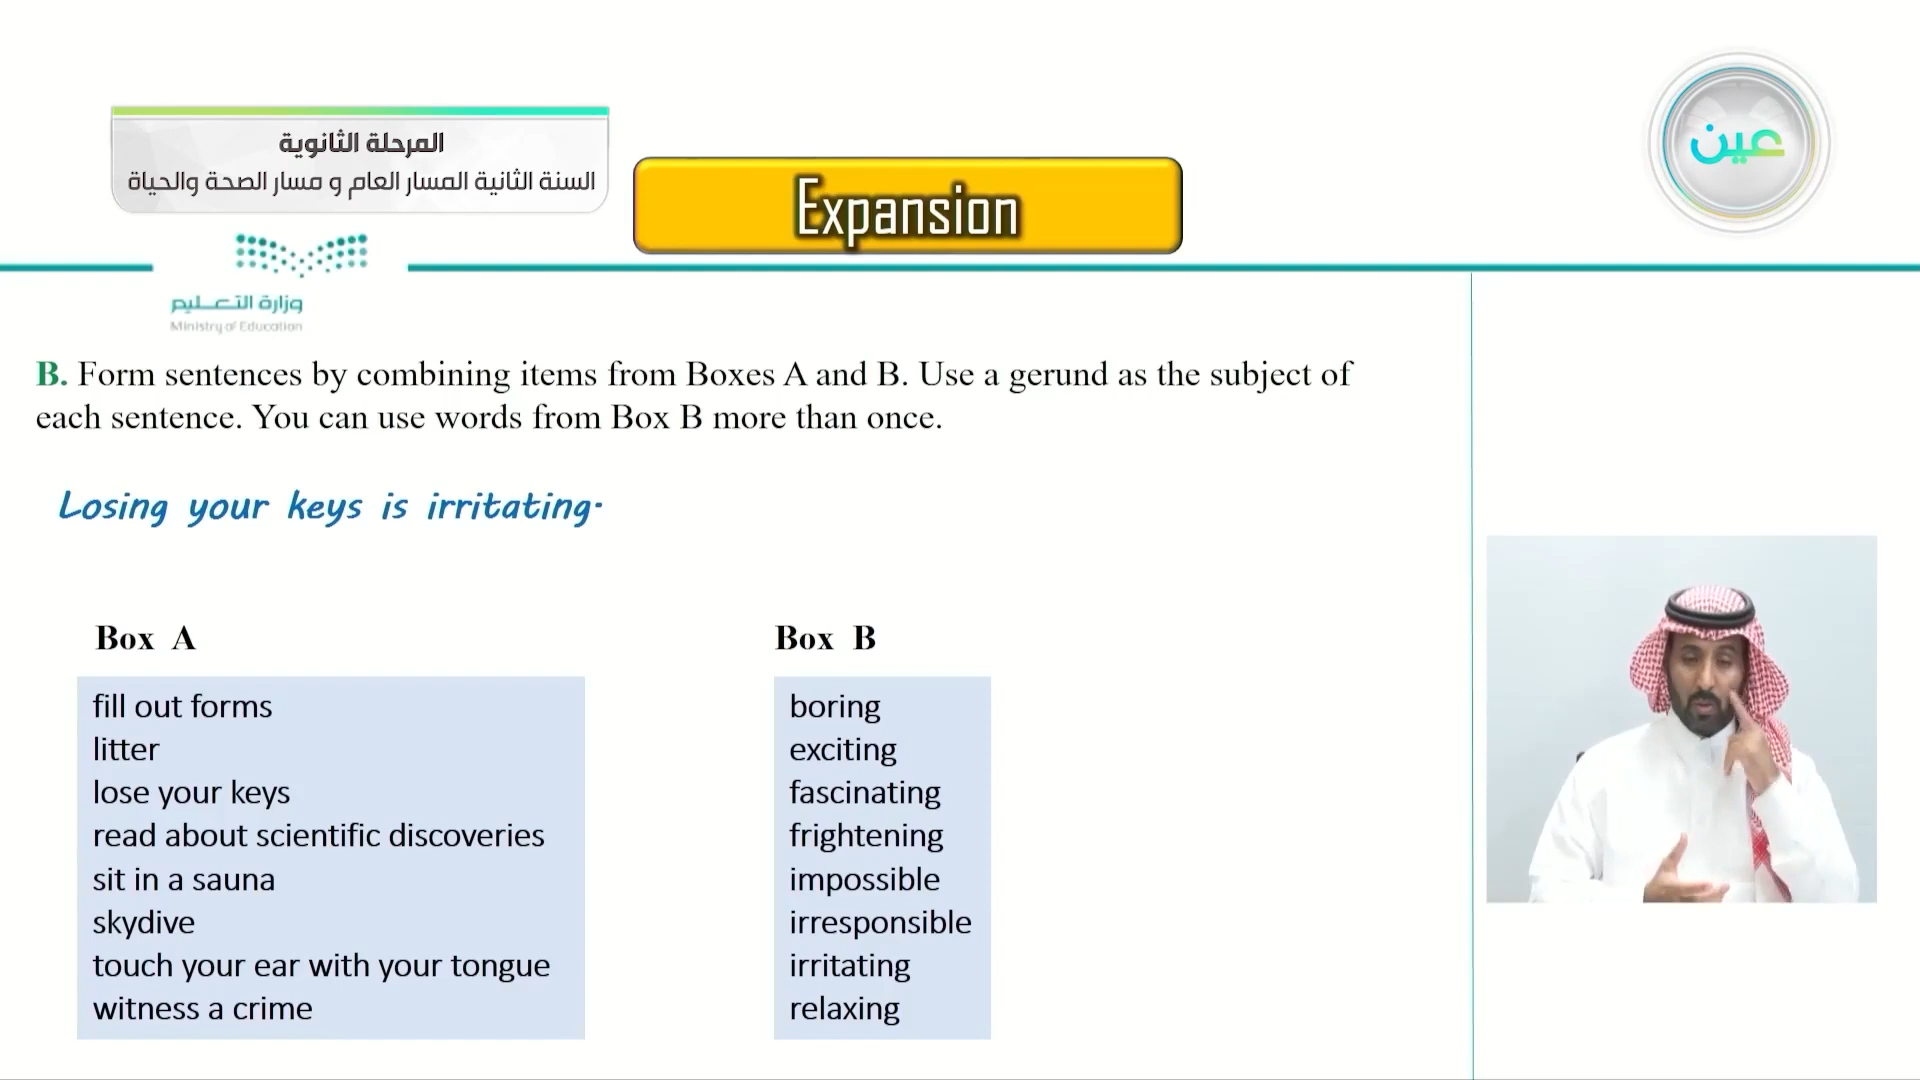 المرحلة الثانوية
السنة الثانية المسار العام و مسار الصحة والحياة
Expansion
عين
وزارة التعليم
Ministry of Education
B. Form sentences by combining items from Boxes A and B. Use a gerund as the subject of
each sentence. You can use words from Box B more than once.
Losing your keys is irritating.
Box A
fill out forms
litter
lose your keys
read about scientific discoveries
sit in a sauna
skydive
touch your ear with your tongue
witness a crime
Box B
boring
exciting
fascinating
frightening
impossible
irresponsible
irritating
relaxing